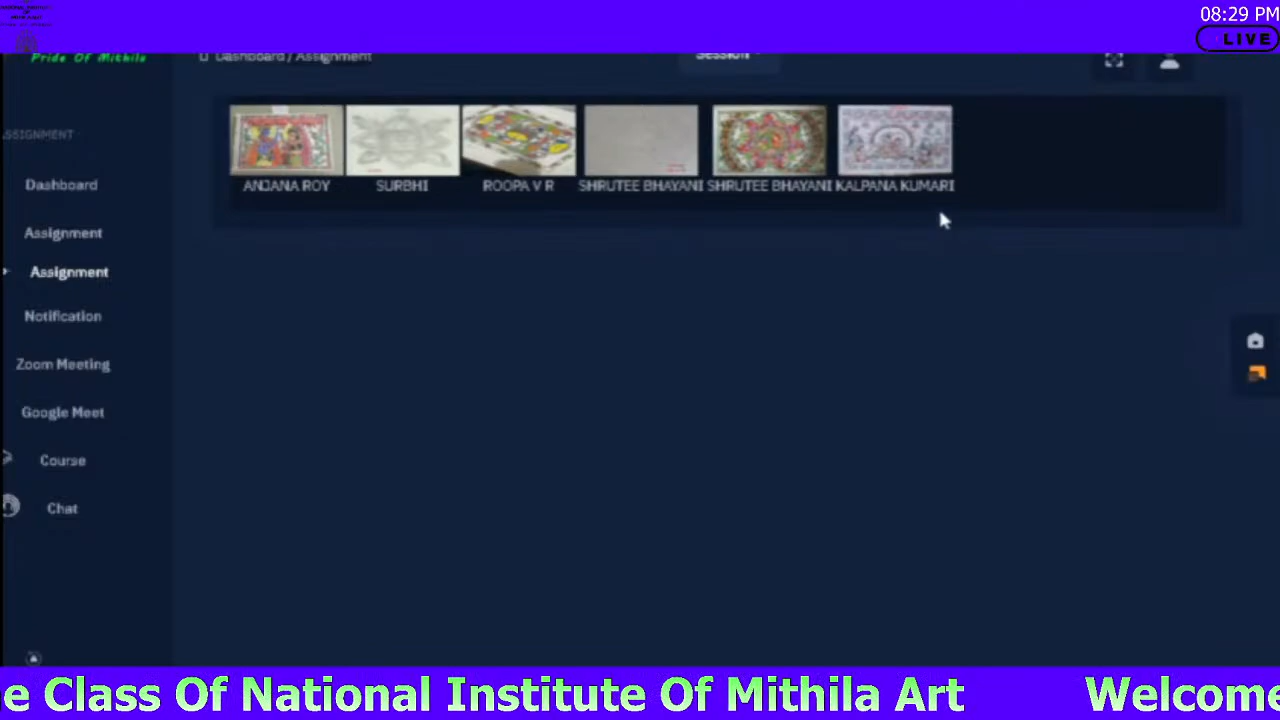 08:29 PM
LIVE
Pride Of Mithila
Dashboard / Assignment
Session
ASSIGNMENT
Dashboard
Assignment
Assignment
Notification
Zoom Meeting
Google Meet
Course
Chat
ANJANA ROY
SURBHI
ROOPA V R
SHRUTEE BHAYANI
SHRUTEE BHAYANI
KALPANA KUMARI
e Class Of National Institute Of Mithila Art Welcome